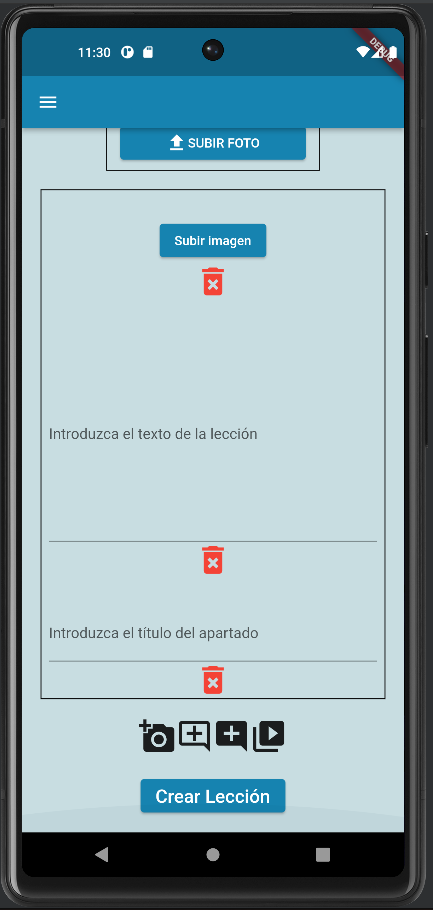 11:30
DEBUG
SUBIR FOTO
Subir imagen
Introduzca el texto de la lección
Introduzca el título del apartado
Crear Lección